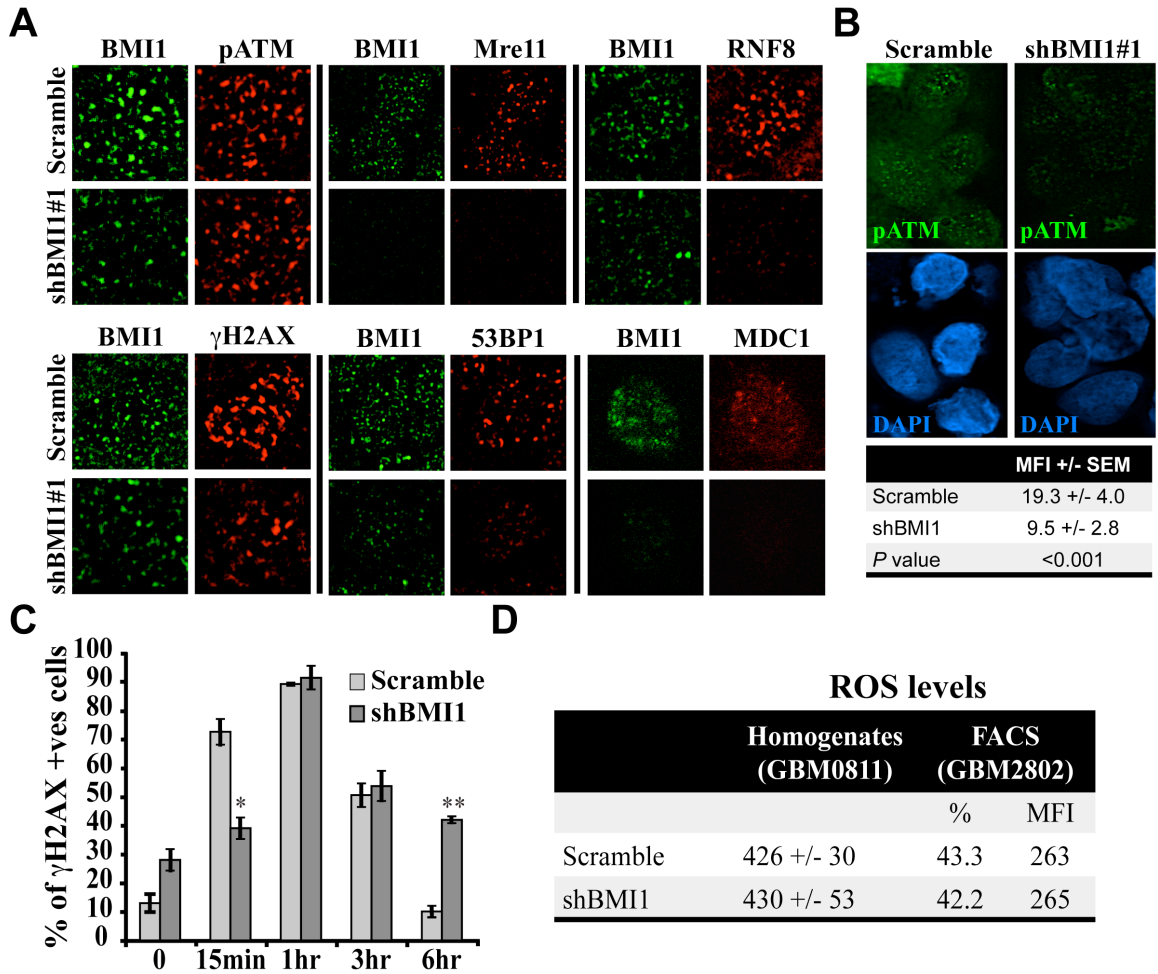 A
BMI1 pATM BMI1 Mre11 BMI1 RNF8
Scramble
shBMI1#1
BMI1 γH2AX BMI1 53BP1 BMI1 MDC1
Scramble
shBMI1#1
B
Scramble shBMI1#1
pATM pATM
DAPI DAPI
MFI +/- SEM
Scramble 19.3 +/- 4.0
shBMI1 9.5 +/- 2.8
P value <0.001
C
% of γH2AX +ves cells
100
90
80
70
60
50
40
30
20
10
0
Scramble
shBMI1
*
**
0 15min 1hr 3hr 6hr
D
ROS levels
Homogenates FACS
(GBM0811) (GBM2802)
% MFI
Scramble 426 +/- 30 43.3 263
shBMI1 430 +/- 53 42.2 265